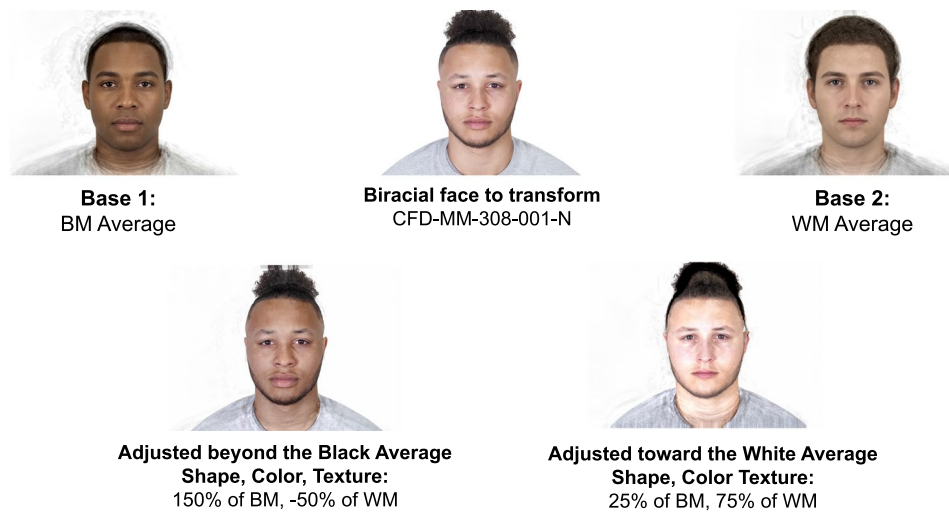 Base 1:
BM Average
Biracial face to transform
CFD-MM-308-001-N
Base 2:
WM Average
Adjusted beyond the Black Average
Shape, Color, Texture:
150% of BM, -50% of WM
Adjusted toward the White Average
Shape, Color Texture:
25% of BM, 75% of WM